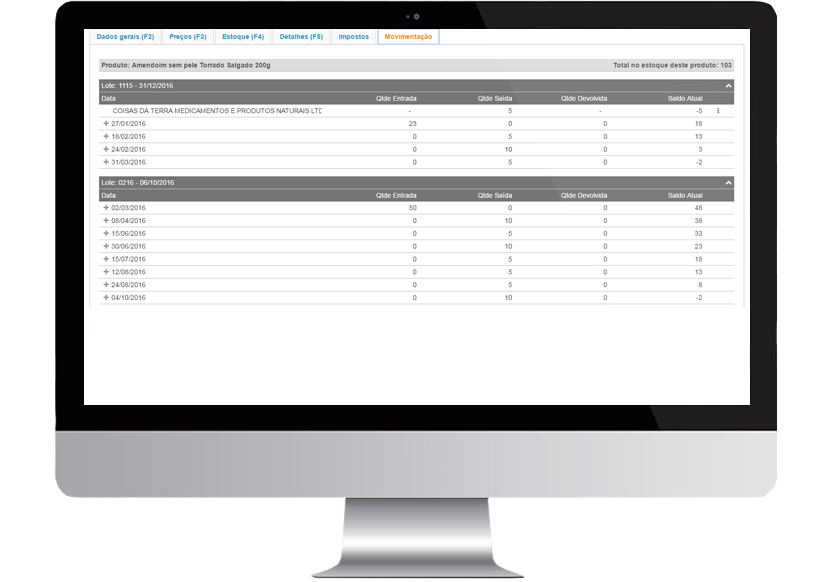 Dados gerais (F2) Preços (F3) Estoque (F4) Detalhes (F5) Impostos Movimentação
Produto: Amendoim sem pele Torrado Salgado 200g Total no estoque deste produto: 103
Lote: 1115 - 31/12/2016
Data Qtde Entrada Qtde Saída Qtde Devolvida Saldo Atual
COISAS DA TERRA MEDICAMENTOS E PRODUTOS NATURAIS LTD - 5 - -5 i
+ 27/01/2016 23 0 0 18
+ 18/02/2016 0 5 0 13
+ 24/02/2016 0 10 0 3
+ 31/03/2016 0 5 0 -2
Lote: 0216 - 06/10/2016
Data Qtde Entrada Qtde Saída Qtde Devolvida Saldo Atual
+ 02/03/2016 50 0 0 48
+ 08/04/2016 0 10 0 38
+ 15/06/2016 0 5 0 33
+ 30/06/2016 0 10 0 23
+ 15/07/2016 0 5 0 18
+ 12/08/2016 0 5 0 13
+ 24/08/2016 0 5 0 8
+ 04/10/2016 0 10 0 -2